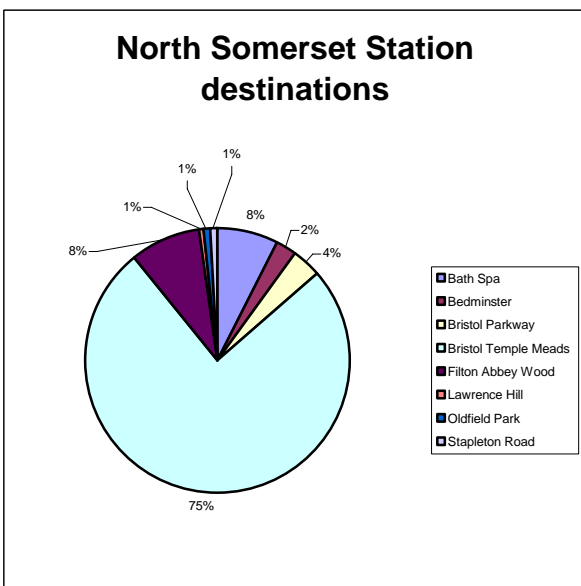 North Somerset Station
destinations
1%
1%
1%
8%
2%
8%
4%
75%
Bath Spa
Bedminster
Bristol Parkway
Bristol Temple Meads
Filton Abbey Wood
Lawrence Hill
Oldfield Park
Stapleton Road